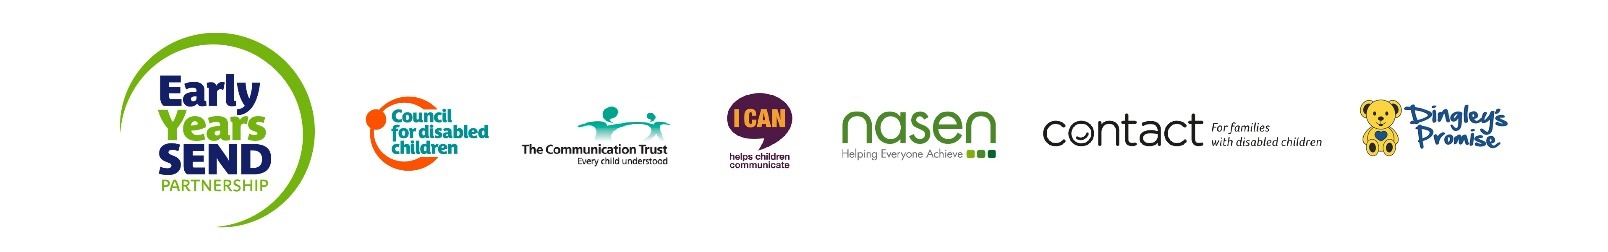 Early
Years
SEND
PARTNERSHIP
Council
for disabled
children
The Communication Trust
Every child understood
I CAN
helps children
communicate
nasen
Helping Everyone Achieve
contact
For families
with disabled children
Dingley's
Promise